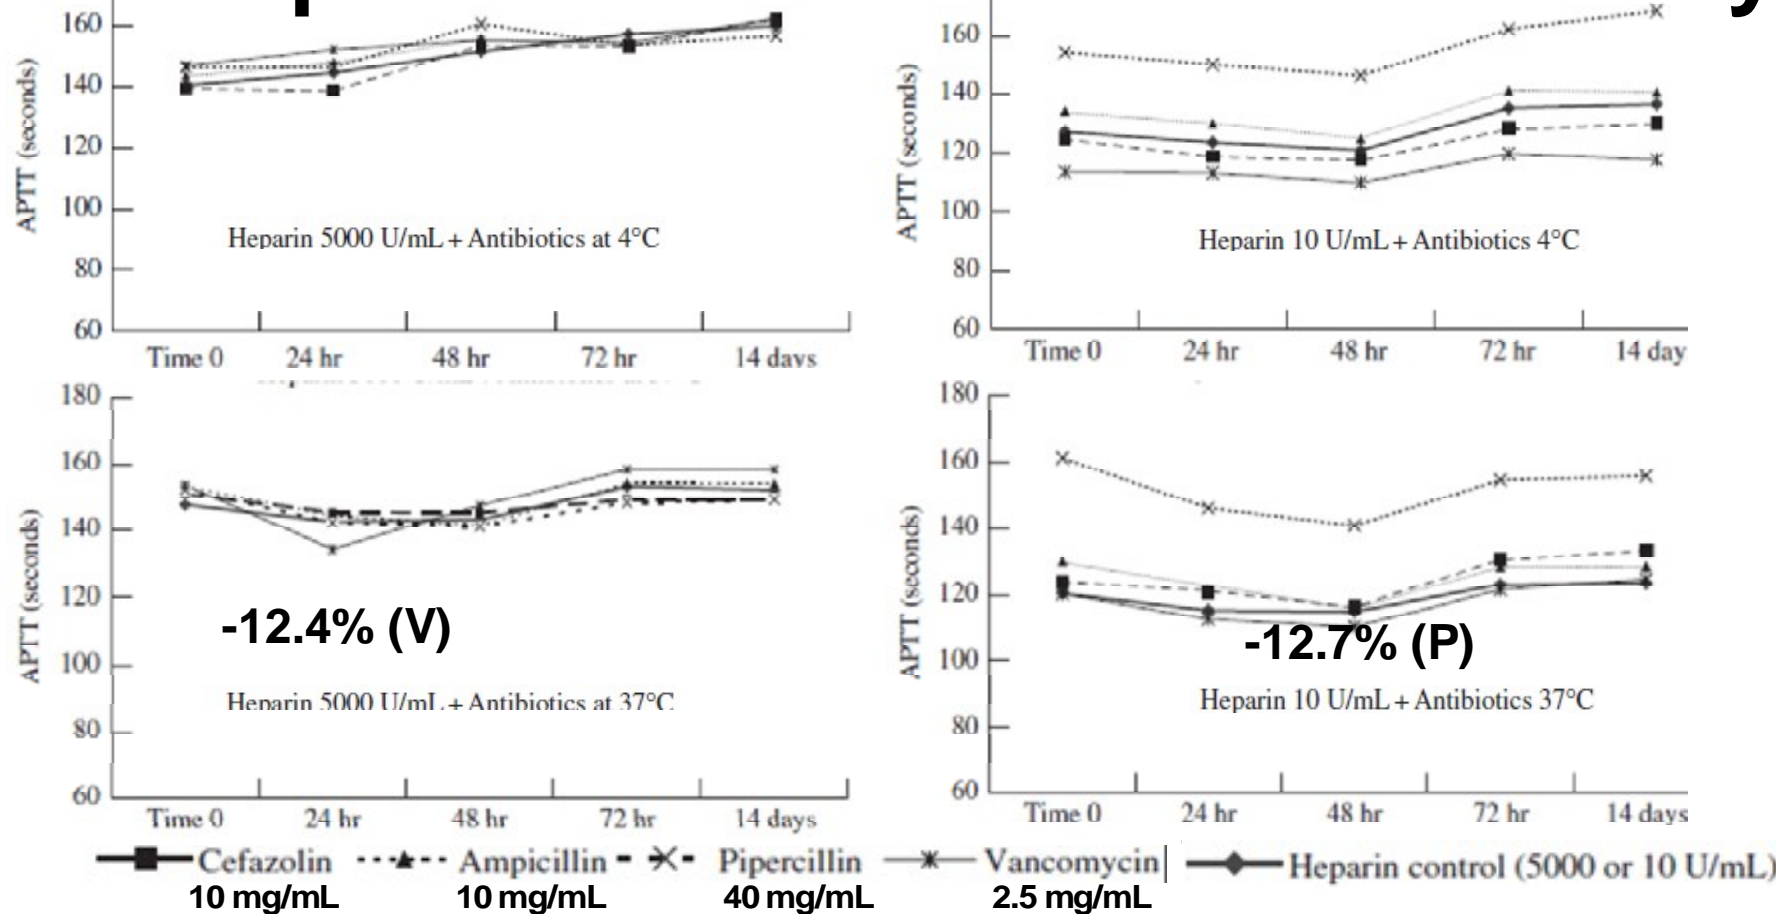 160
140
120
100
80
60
APTT (seconds)
Heparin 5000 U/mL + Antibiotics at 4°C
Time 0 24 hr 48 hr 72 hr 14 days
160
140
120
100
80
60
APTT (seconds)
Heparin 10 U/mL + Antibiotics 4°C
Time 0 24 hr 48 hr 72 hr 14 day
180
160
140
120
100
80
60
APTT (seconds)
-12.4% (V)
Heparin 5000 U/mL + Antibiotics at 37°C
Time 0 24 hr 48 hr 72 hr 14 days
180
160
140
120
100
80
60
APTT (seconds)
-12.7% (P)
Heparin 10 U/mL + Antibiotics 37°C
Time 0 24 hr 48 hr 72 hr 14 days
Cefazolin Ampicillin Pipercillin Vancomycin Heparin control (5000 or 10 U/mL)
10 mg/mL 10 mg/mL 40 mg/mL 2.5 mg/mL